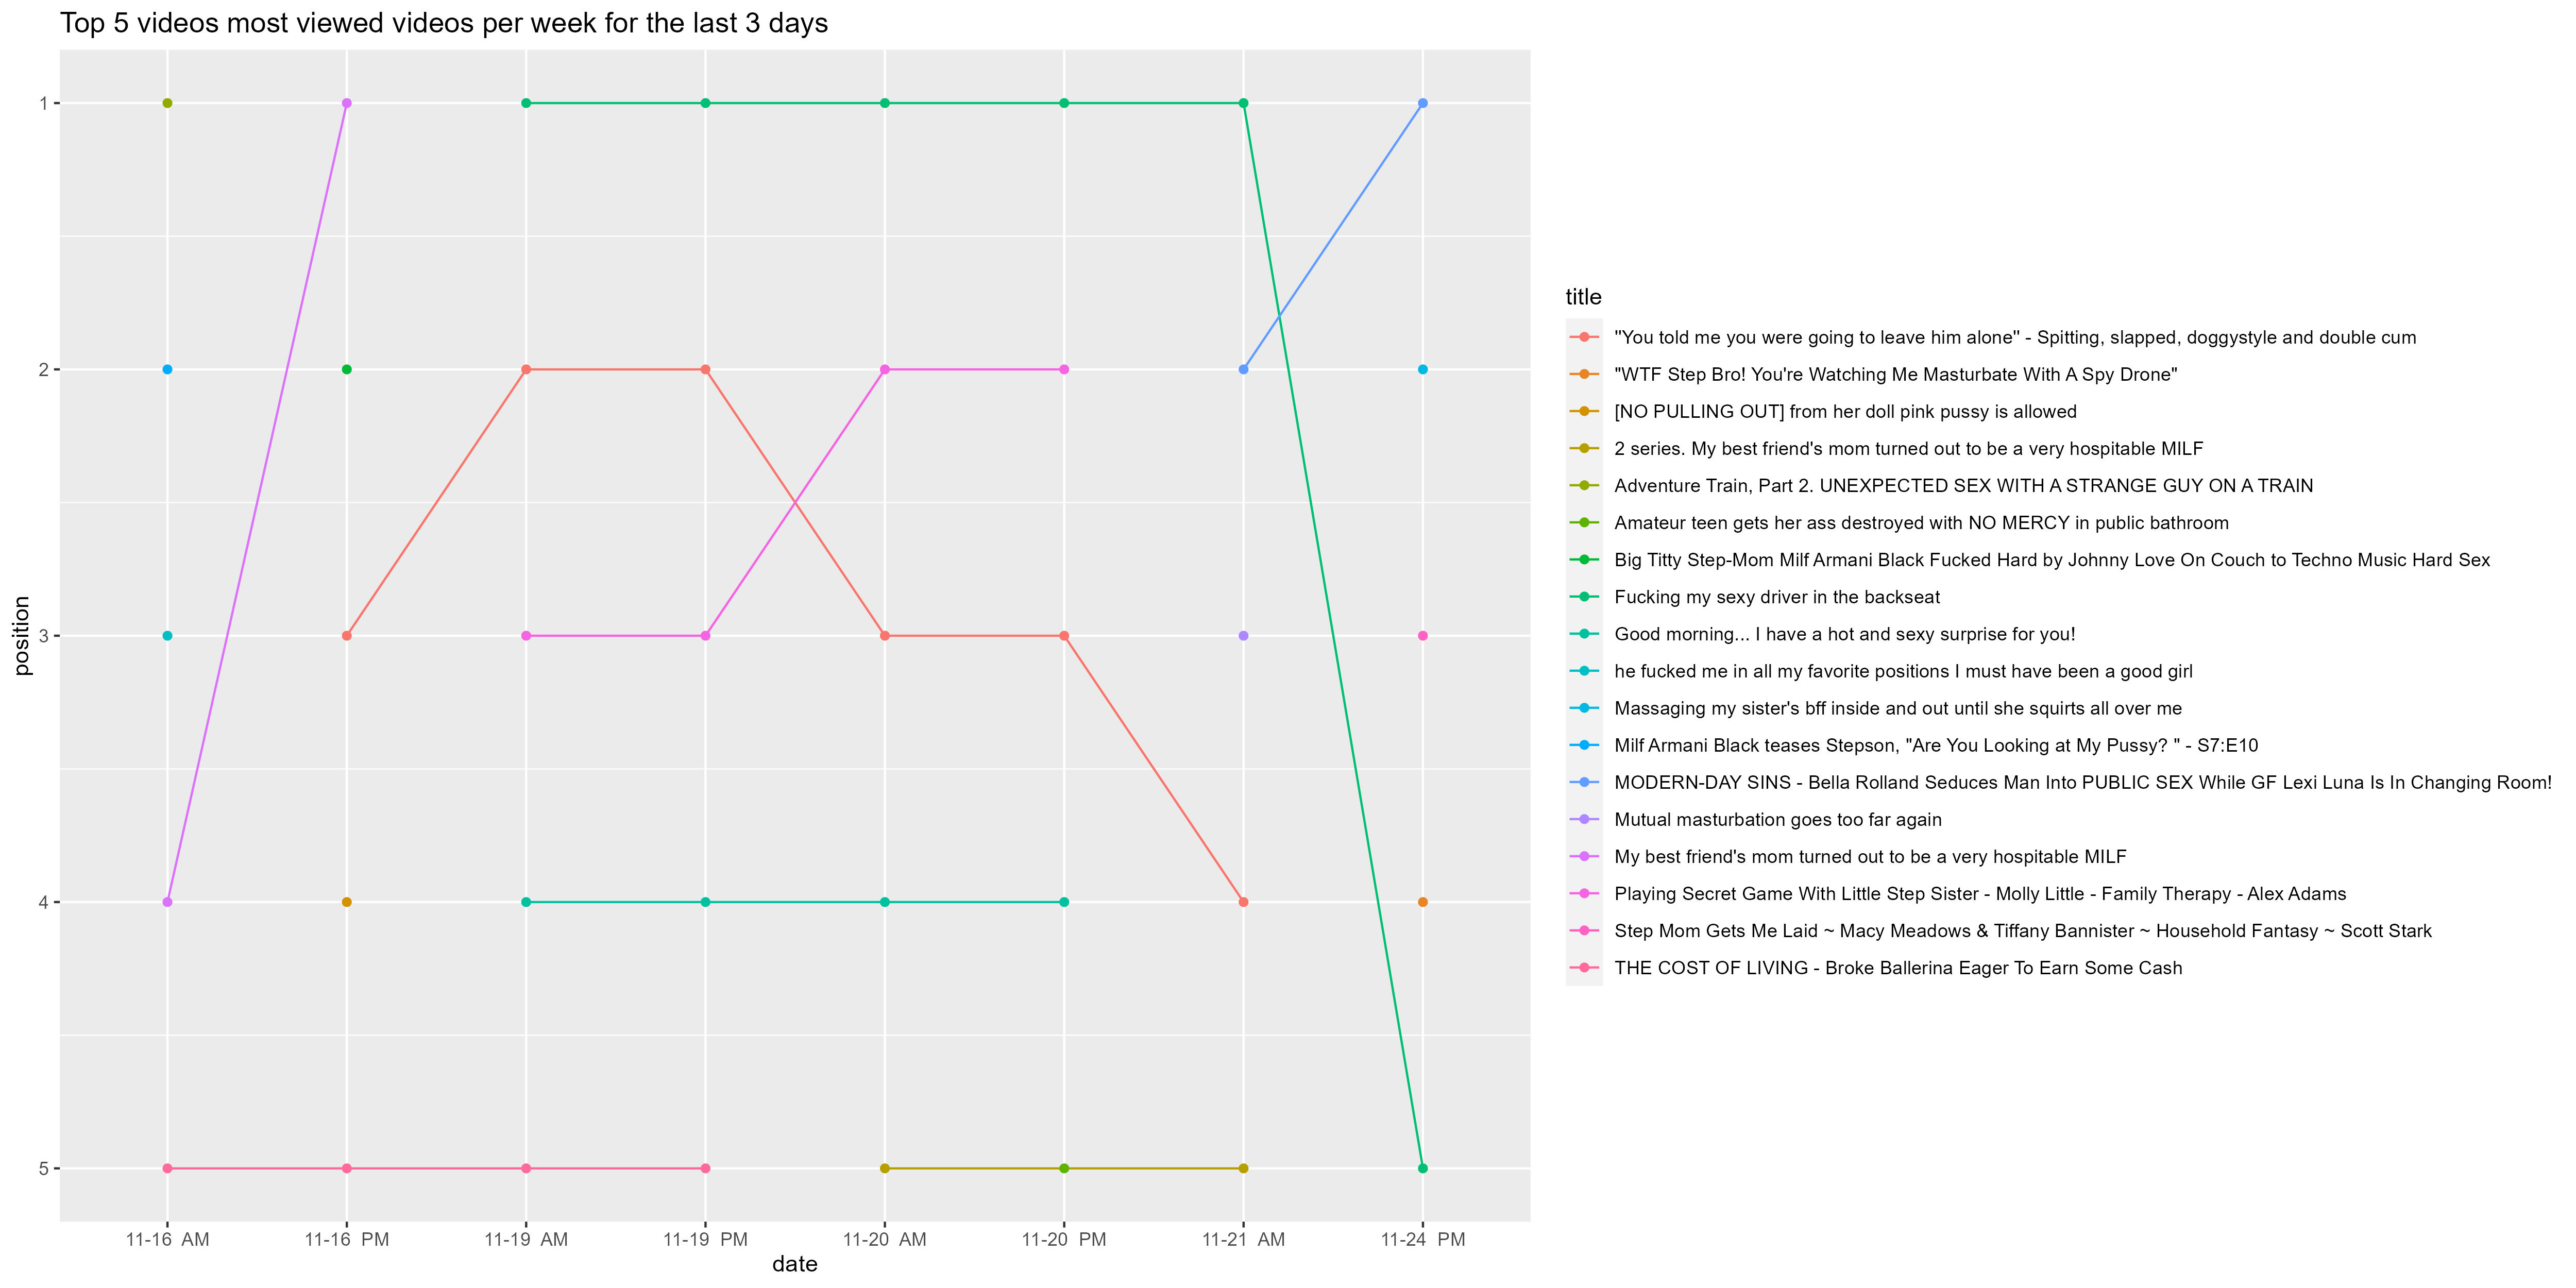 Top 5 videos most viewed videos per week for the last 3 days
position
1
2
3
4
5
11-16 AM
11-16 PM
11-19 AM
11-19 PM
11-20 AM
11-20 PM
11-21 AM
11-24 PM
date
title
"You told me you were going to leave him alone" - Spitting, slapped, doggystyle and double cum
"WTF Step Bro! You're Watching Me Masturbate With A Spy Drone"
[NO PULLING OUT] from her doll pink pussy is allowed
2 series. My best friend's mom turned out to be a very hospitable MILF
Adventure Train, Part 2. UNEXPECTED SEX WITH A STRANGE GUY ON A TRAIN
Amateur teen gets her ass destroyed with NO MERCY in public bathroom
Big Titty Step-Mom Milf Armani Black Fucked Hard by Johnny Love On Couch to Techno Music Hard Sex
Fucking my sexy driver in the backseat
Good morning... I have a hot and sexy surprise for you!
he fucked me in all my favorite positions I must have been a good girl
Massaging my sister's bff inside and out until she squirts all over me
Milf Armani Black teases Stepson, "Are You Looking at My Pussy? " - S7:E10
MODERN-DAY SINS - Bella Rolland Seduces Man Into PUBLIC SEX While GF Lexi Luna Is In Changing Room!
Mutual masturbation goes too far again
My best friend's mom turned out to be a very hospitable MILF
Playing Secret Game With Little Step Sister - Molly Little - Family Therapy - Alex Adams
Step Mom Gets Me Laid ~ Macy Meadows & Tiffany Bannister ~ Household Fantasy ~ Scott Stark
THE COST OF LIVING - Broke Ballerina Eager To Earn Some Cash